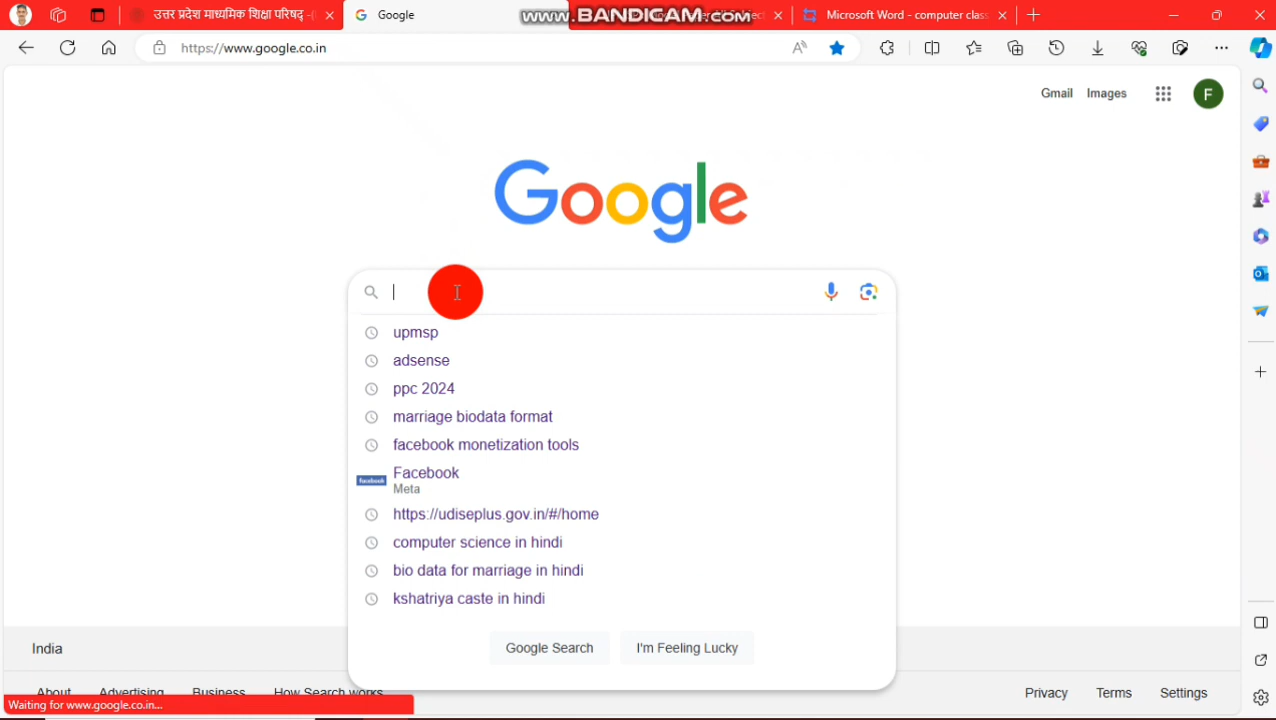 उत्तर प्रदेश माध्यमिक शिक्षा परिषद् -
Google
www.BANDICAM.com
Microsoft Word - computer class
https://www.google.co.in
Gmail
Images
F
Google
upmsp
adsense
ppc 2024
marriage biodata format
facebook monetization tools
facebook
Facebook
Meta
https://udiseplus.gov.in/#/home
computer science in hindi
bio data for marriage in hindi
kshatriya caste in hindi
Google Search
I'm Feeling Lucky
India
About
Advertising
Business
How Search works
Privacy
Terms
Settings
Waiting for www.google.co.in...